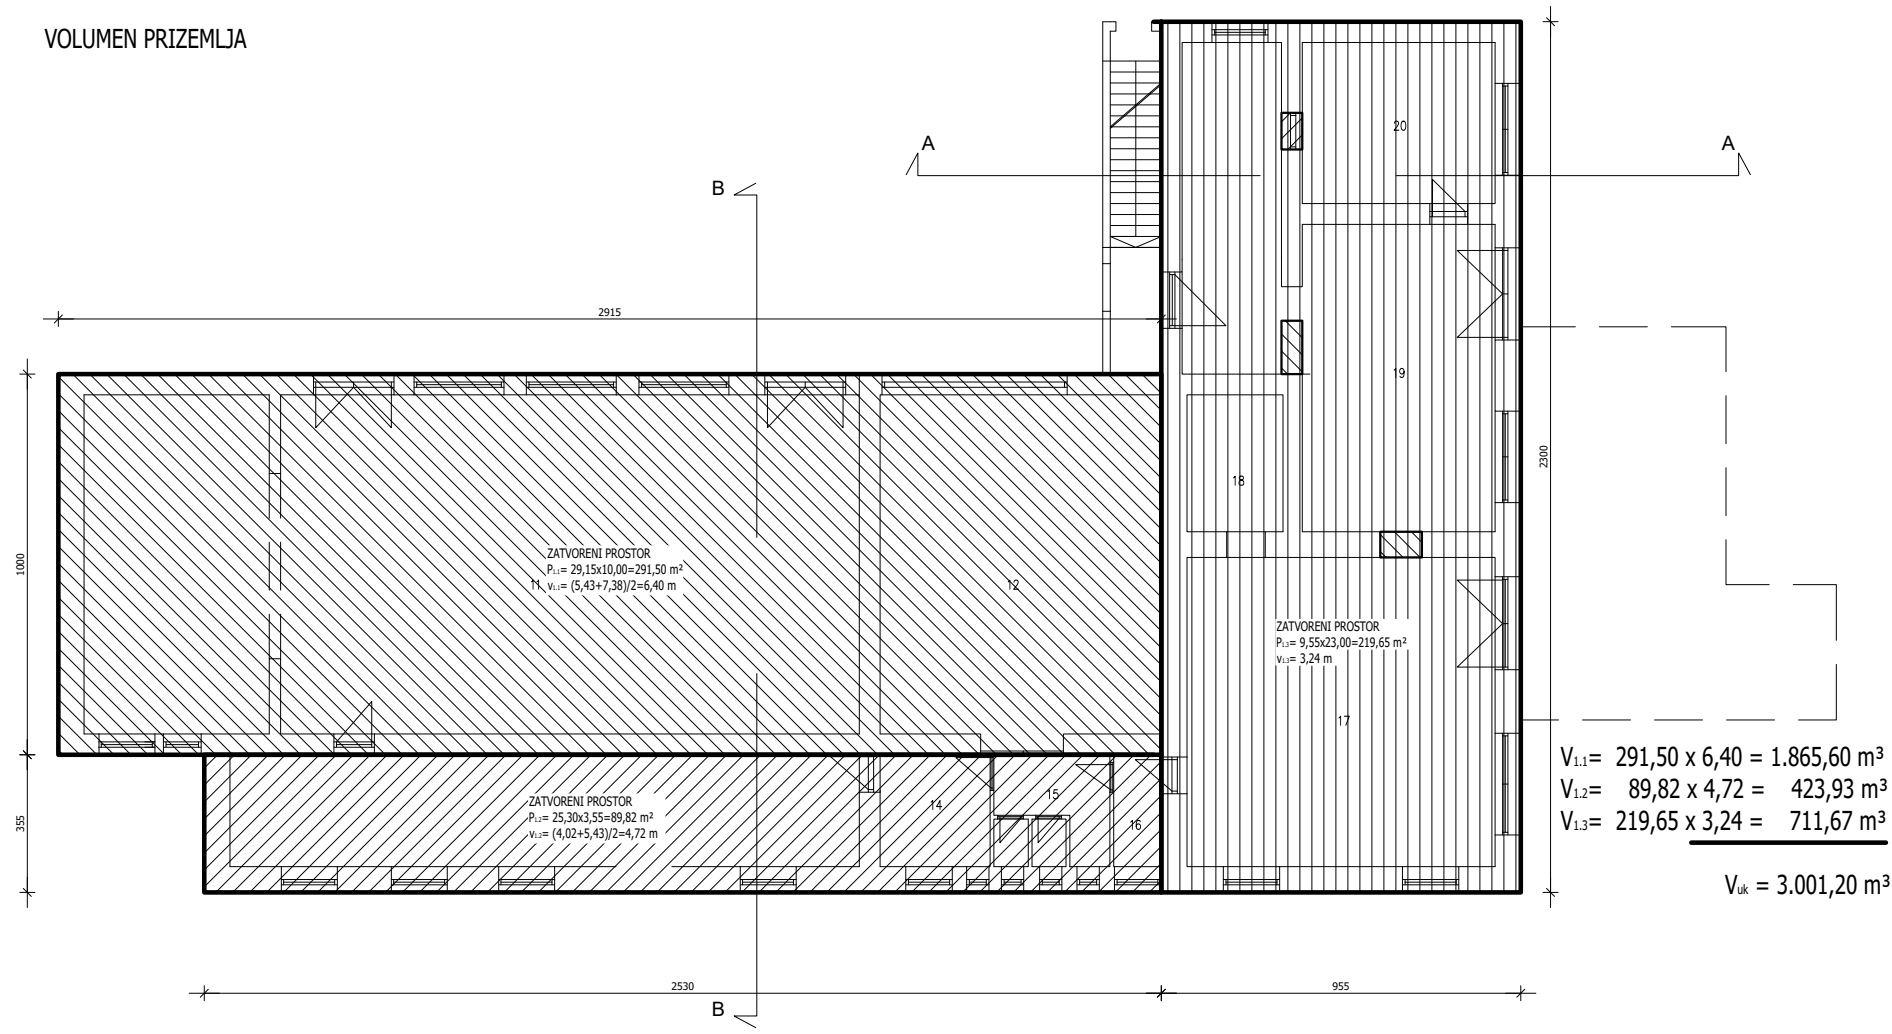 VOLUMEN PRIZEMLJA
A
A
B
20
2915
19
2300
18
1000
ZATVORENI PROSTOR
P1.1= 29,15x10,00=291,50 m²
11
v1.1= (5,43+7,38)/2=6,40 m
12
ZATVORENI PROSTOR
P1.3= 9,55x23,00=219,65 m²
v1.3= 3,24 m
17
355
ZATVORENI PROSTOR
P1.2= 25,30x3,55=89,82 m²
v1.2= (4,02+5,43)/2=4,72 m
14
15
16
V1.1= 291,50 x 6,40 = 1.865,60 m³
V1.2= 89,82 x 4,72 = 423,93 m³
V1.3= 219,65 x 3,24 = 711,67 m³
Vuk = 3.001,20 m³
2530
955
B